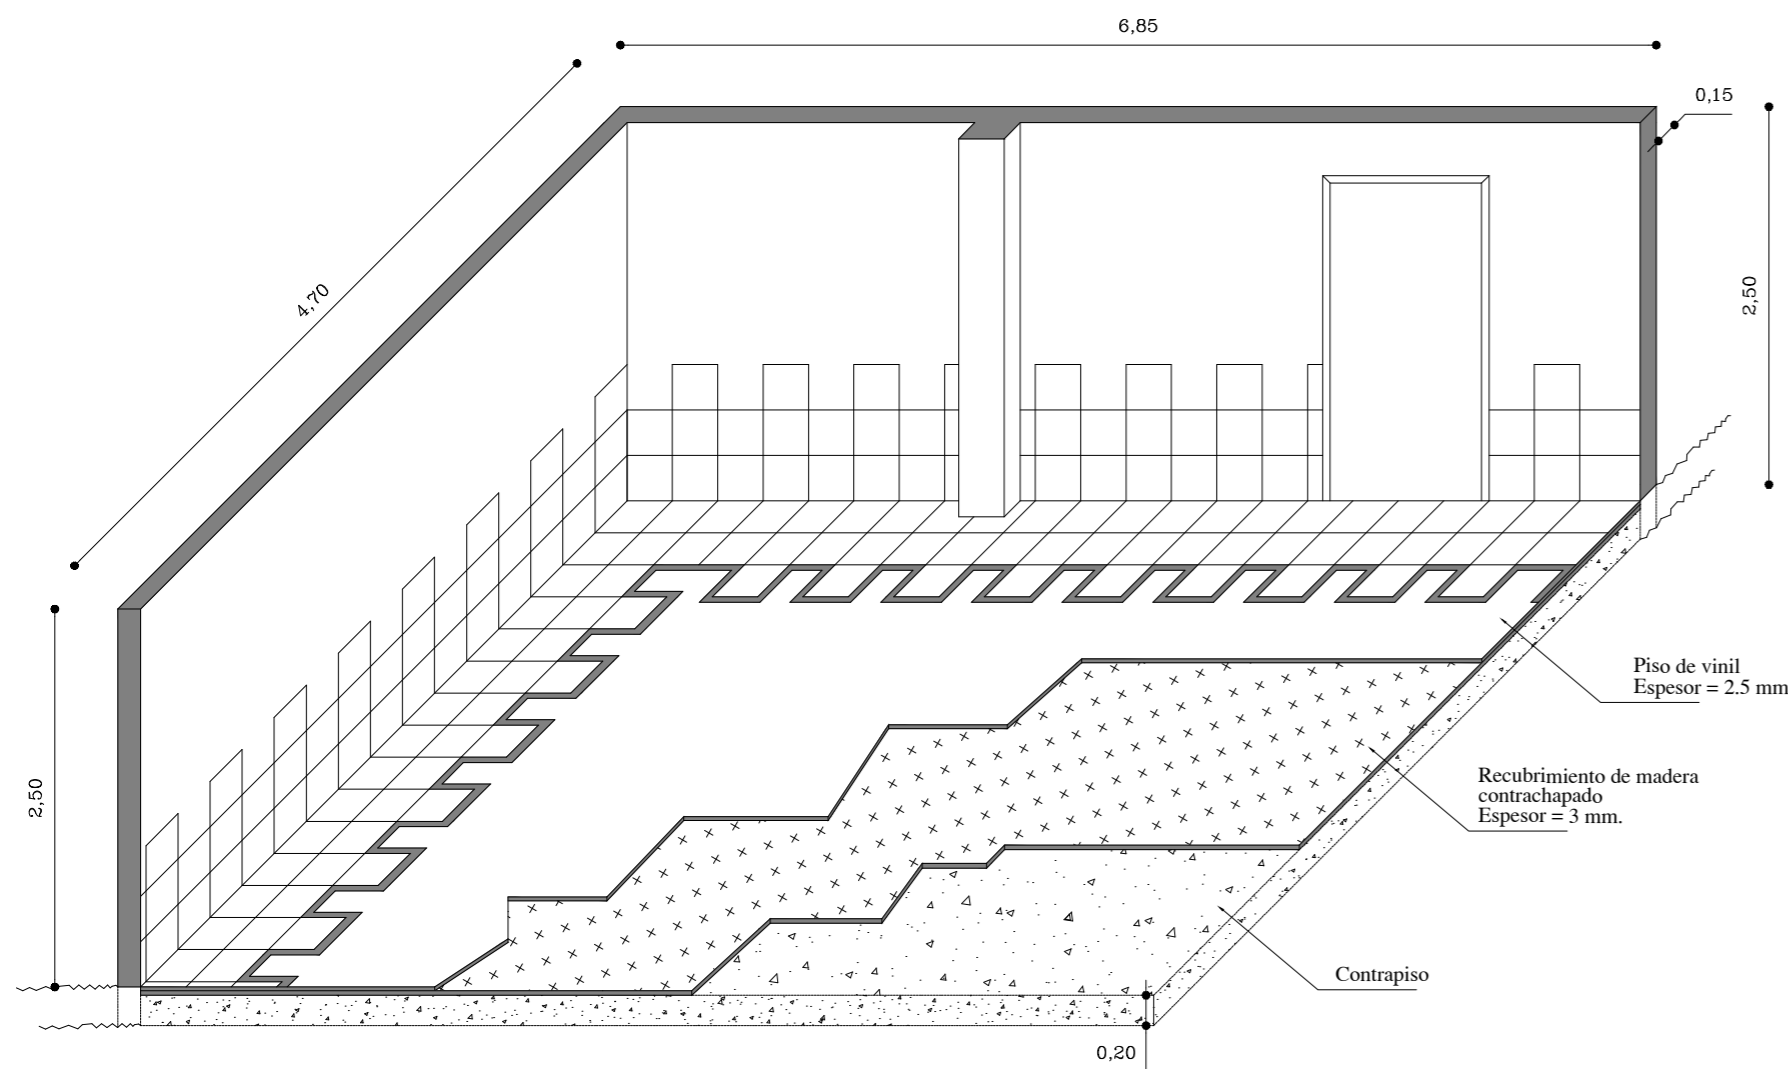 6,85
0,15
4,70
2,50
2,50
Piso de vinil
Espesor = 2.5 mm
Recubrimiento de madera
contrachapado
Espesor = 3 mm.
Contrapiso
0,20